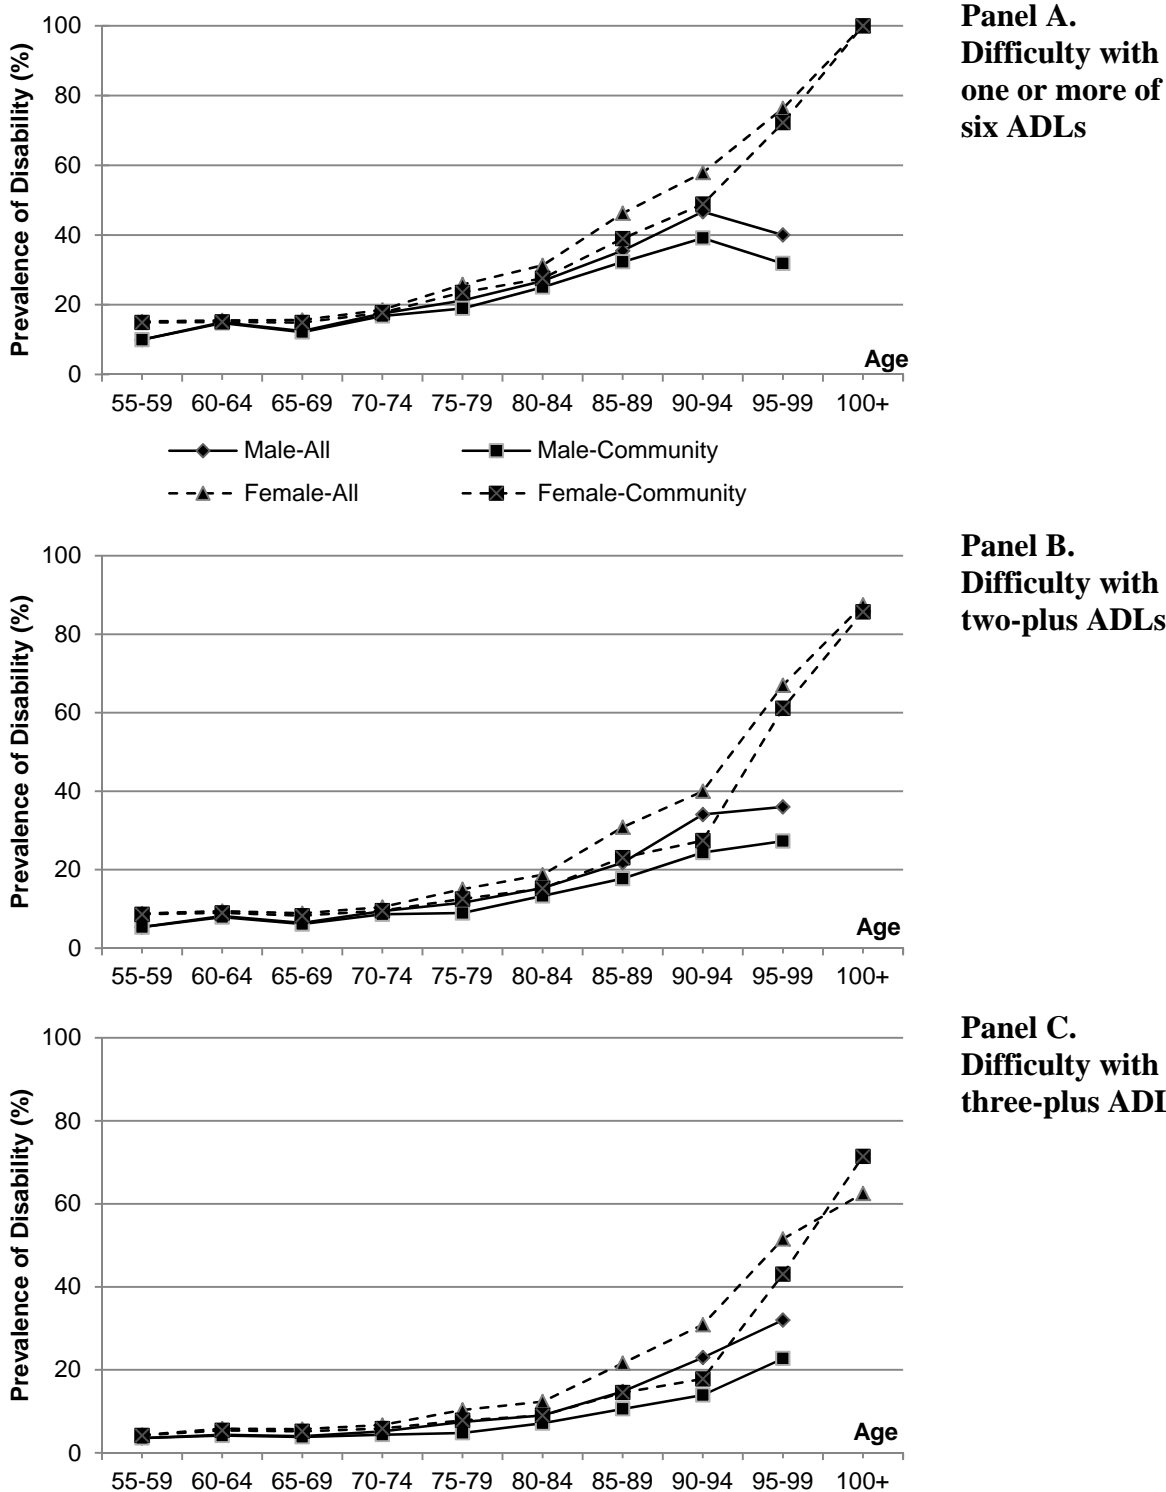 Panel A.
Difficulty with
one or more of
six ADLs
Prevalence of Disability (%)
100
80
60
40
20
0
Age
55-59 60-64 65-69 70-74 75-79 80-84 85-89 90-94 95-99 100+
Male-All Male-Community
Female-All Female-Community
Panel B.
Difficulty with
two-plus ADLs
Prevalence of Disability (%)
100
80
60
40
20
0
Age
55-59 60-64 65-69 70-74 75-79 80-84 85-89 90-94 95-99 100+
Panel C.
Difficulty with
three-plus ADL
Prevalence of Disability (%)
100
80
60
40
20
0
Age
55-59 60-64 65-69 70-74 75-79 80-84 85-89 90-94 95-99 100+